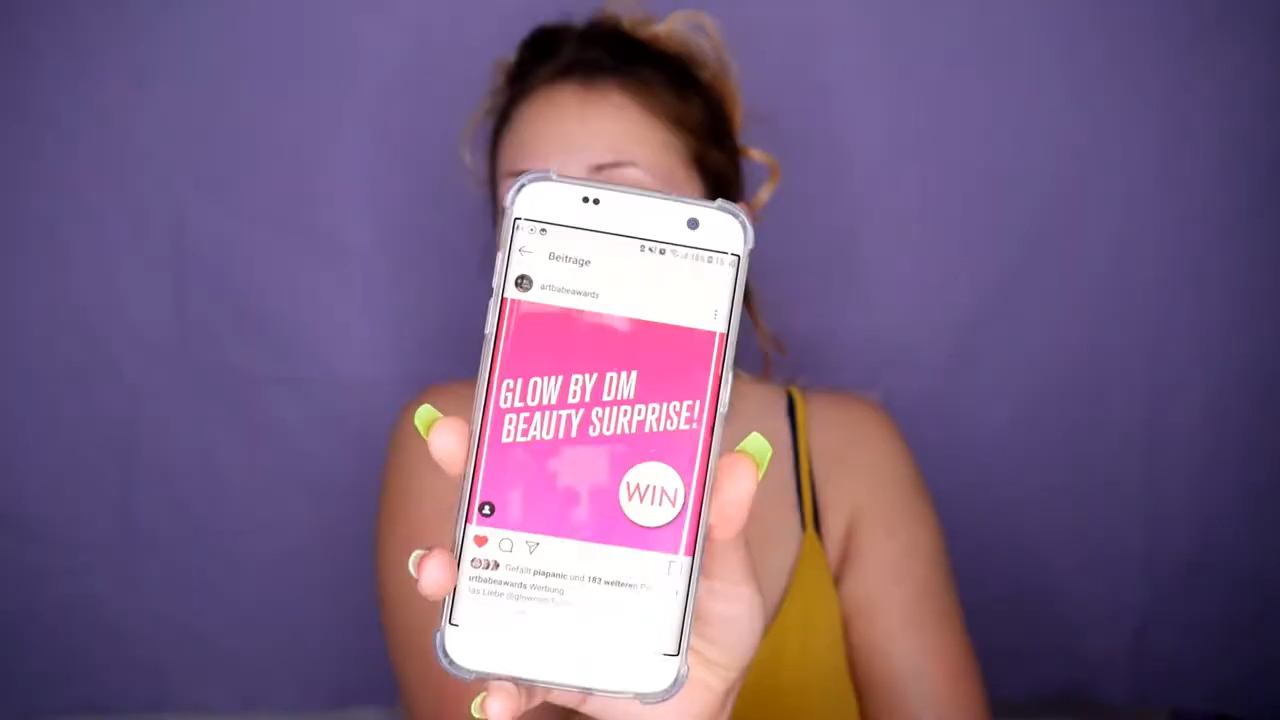 Beiträge
artbabeawards
GLOW BY DM
BEAUTY SURPRISE!
WIN
Gefällt piapanic und 183 weiteren
artbabeawards Werbung